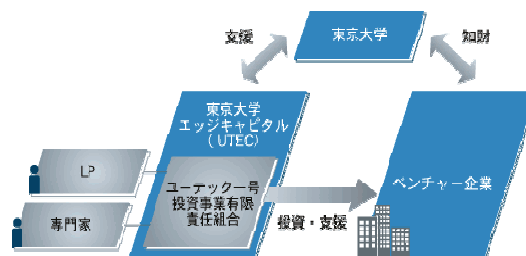 東京大学
支援
知財
東京大学
エッジキャピタル
（UTEC）
LP
専門家
ユーテック一号
投資事業有限
責任組合
投資・支援
ベンチャー企業